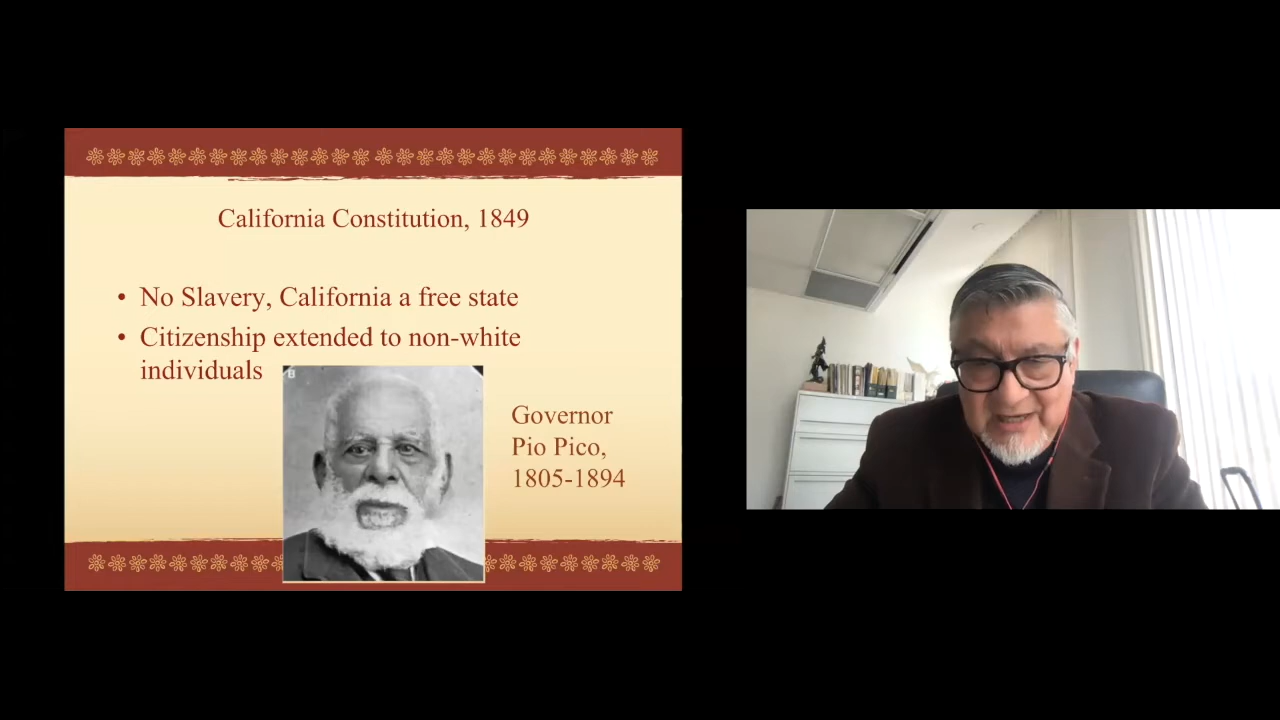 California Constitution, 1849
• No Slavery, California a free state
• Citizenship extended to non-white
individuals
Governor
Pio Pico,
1805-1894